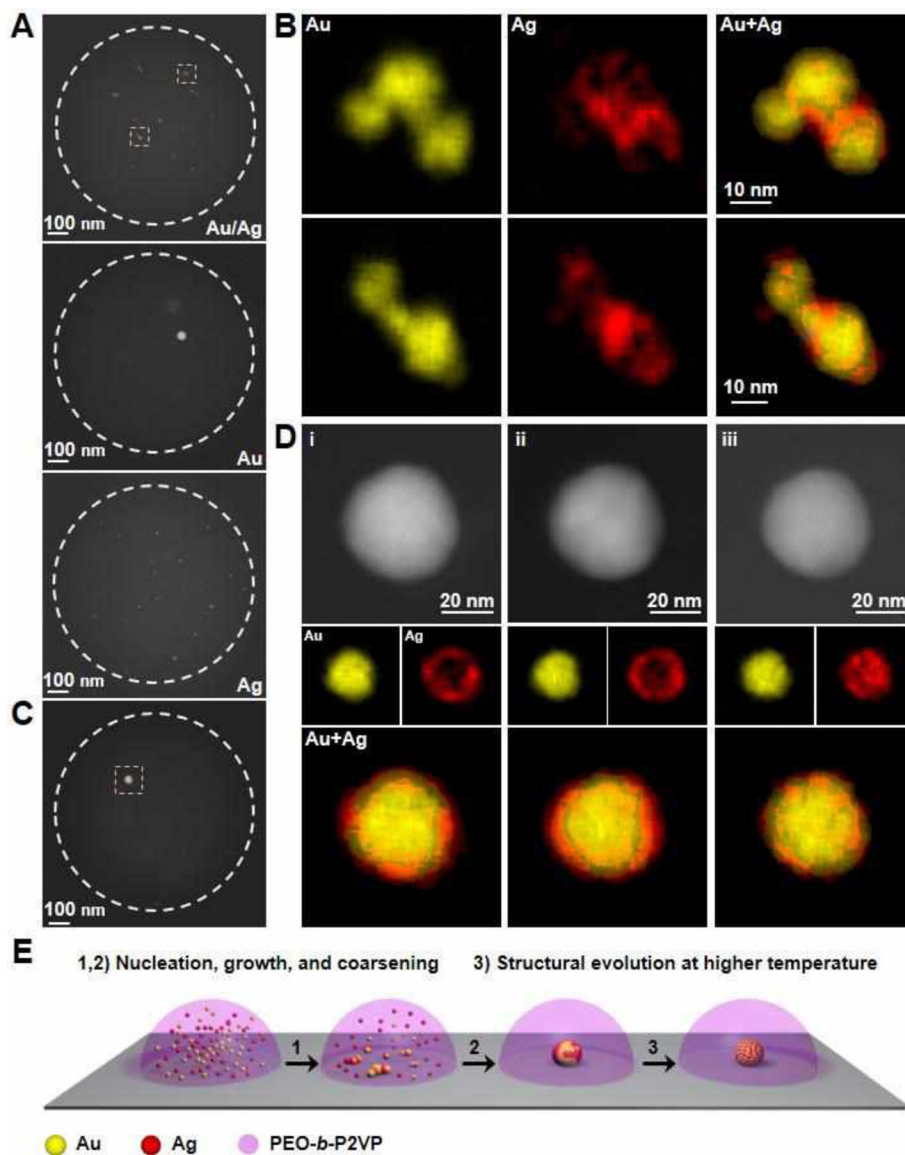 A
100 nm
Au/Ag
100 nm
Au
100 nm
Ag
B
Au
Ag
Au+Ag
10 nm
10 nm
C
100 nm
D
i
ii
iii
20 nm
20 nm
20 nm
Au
Ag
Au+Ag
E
1,2) Nucleation, growth, and coarsening
3) Structural evolution at higher temperature
1
2
3
Au
Ag
PEO-b-P2VP